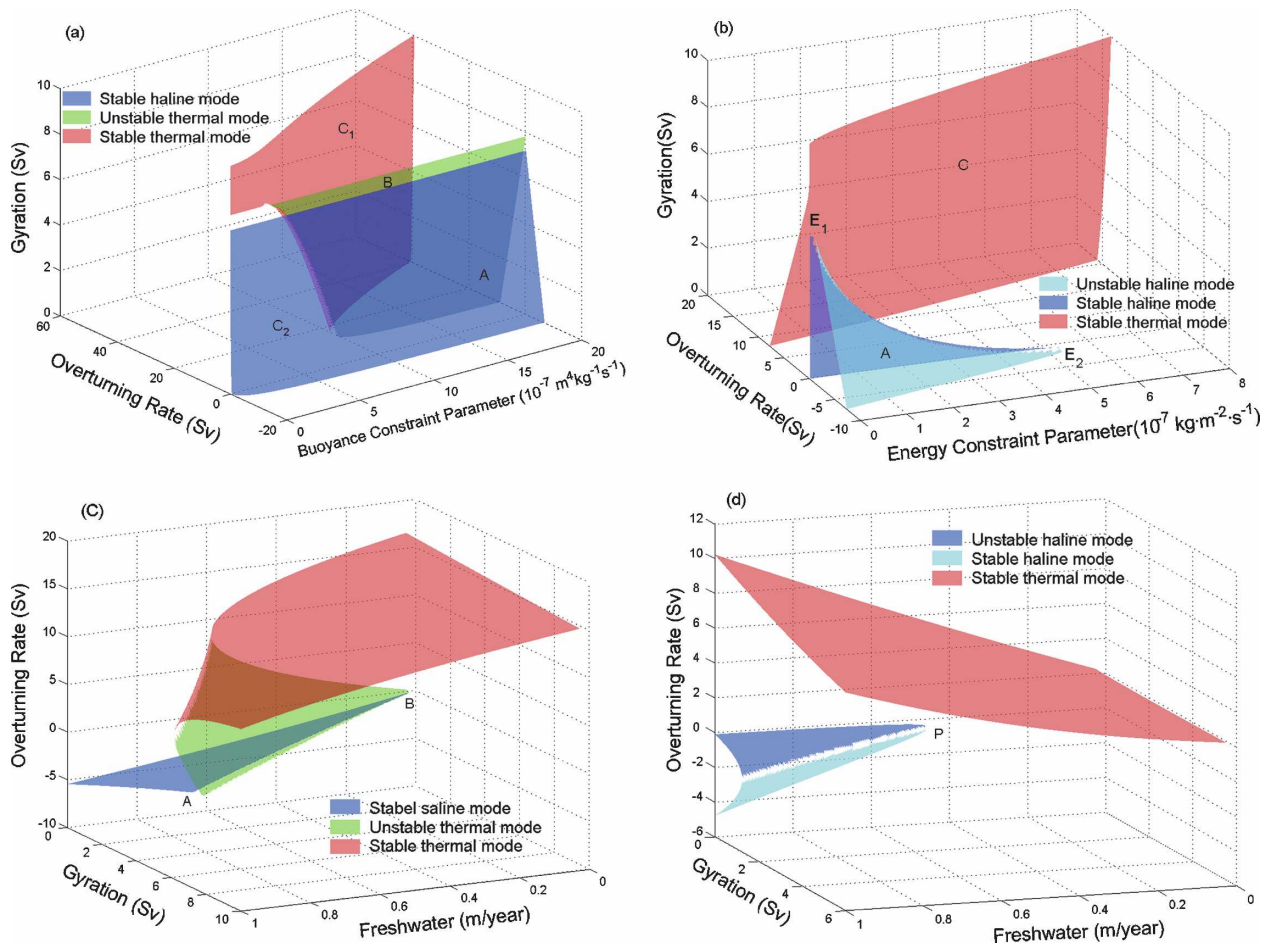 (a)
Stable haline mode
Unstable thermal mode
Stable thermal mode
Gyration (Sv)
10
8
6
4
2
0
60
40
20
0
-20
Overturning Rate (Sv)
0
5
10
15
20
Buoyance Constraint Parameter (10⁻⁷ m⁴kg⁻¹s⁻¹)
C₁
B
A
C₂
(b)
Gyration(Sv)
10
8
6
4
2
0
20
15
10
5
0
-5
-10
Overturning Rate(Sv)
0
1
2
3
4
5
6
7
8
Energy Constraint Parameter(10⁻⁷ kg·m⁻²·s⁻¹)
C
E₁
A
E₂
Unstable haline mode
Stable haline mode
Stable thermal mode
(C)
Overturning Rate (Sv)
20
15
10
5
0
-5
-10
0
2
4
6
8
10
Gyration (Sv)
1
0.8
0.6
0.4
0.2
0
Freshwater (m/year)
A
B
Stabel saline mode
Unstable thermal mode
Stable thermal mode
(d)
Unstable haline mode
Stable haline mode
Stable thermal mode
Overturning Rate (Sv)
12
10
8
6
4
2
0
-2
-4
-6
0
2
4
6
Gyration (Sv)
1
0.8
0.6
0.4
0.2
0
Freshwater (m/year)
P